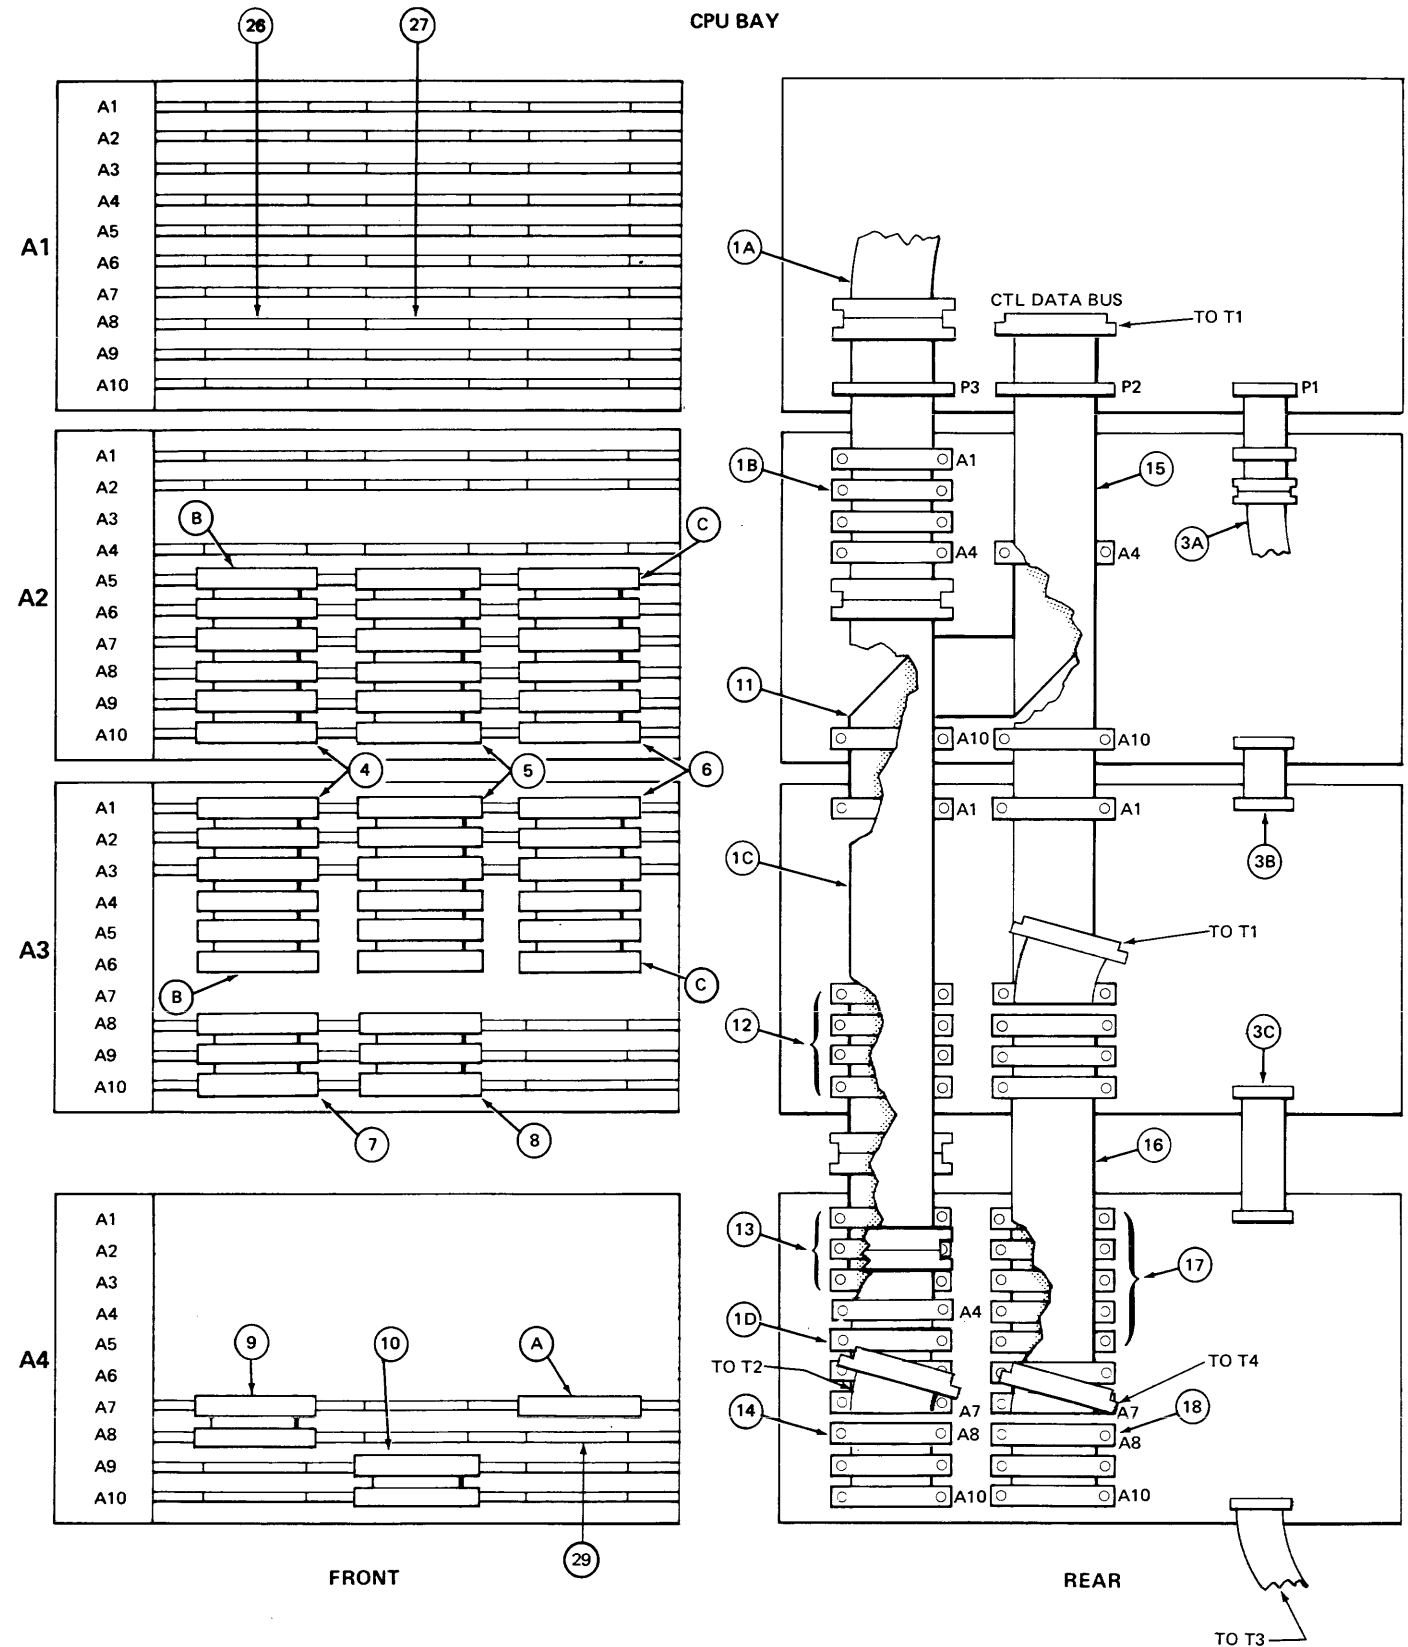 CPU BAY
26
27
A1
A1
A2
A3
A4
A5
A6
A7
A8
A9
A10
1A
CTL DATA BUS
TO T1
P3
P2
P1
A2
A1
A2
A3
A4
A5
A6
A7
A8
A9
A10
B
C
4
5
6
1B
A1
A4
15
A4
3A
11
A10
A10
A3
A1
A2
A3
A4
A5
A6
A7
A8
A9
A10
B
C
7
8
A1
A1
3B
1C
TO T1
12
3C
16
A4
A1
A2
A3
A4
A5
A6
A7
A8
A9
A10
9
10
A
29
13
17
1D
A4
TO T2
TO T4
A7
A7
14
A8
18
A8
A10
A10
FRONT
REAR
TO T3